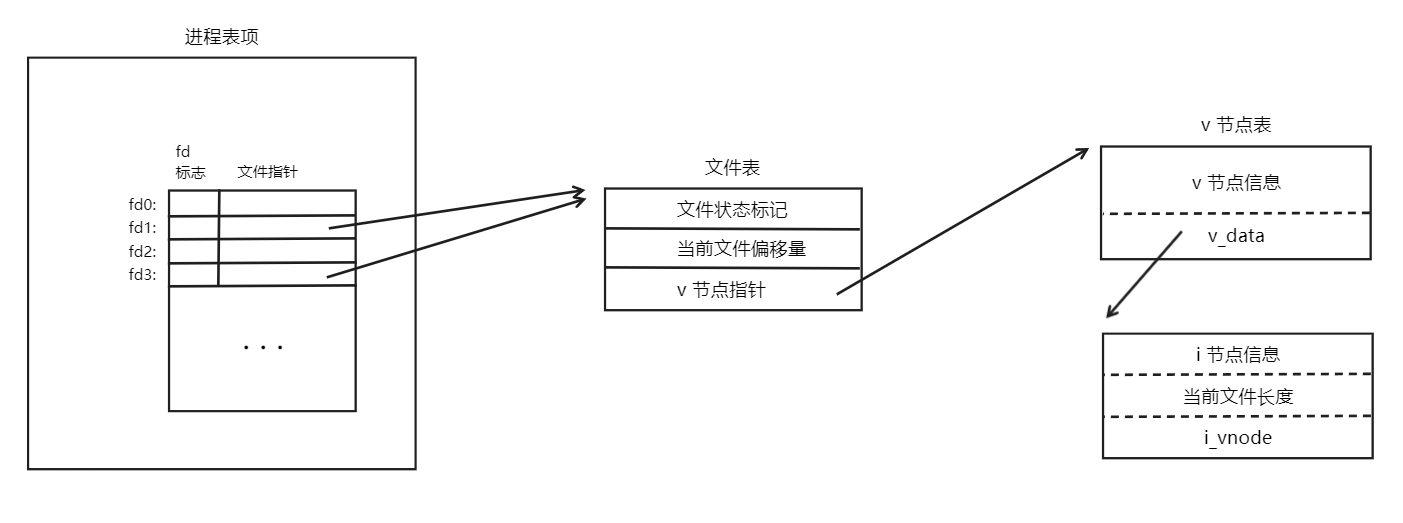 进程表项
fd
标志
文件指针
fd0:
fd1:
fd2:
fd3:
. . .
文件表
文件状态标记
当前文件偏移量
v 节点指针
v 节点表
v 节点信息
v_data
i 节点信息
当前文件长度
i_vnode